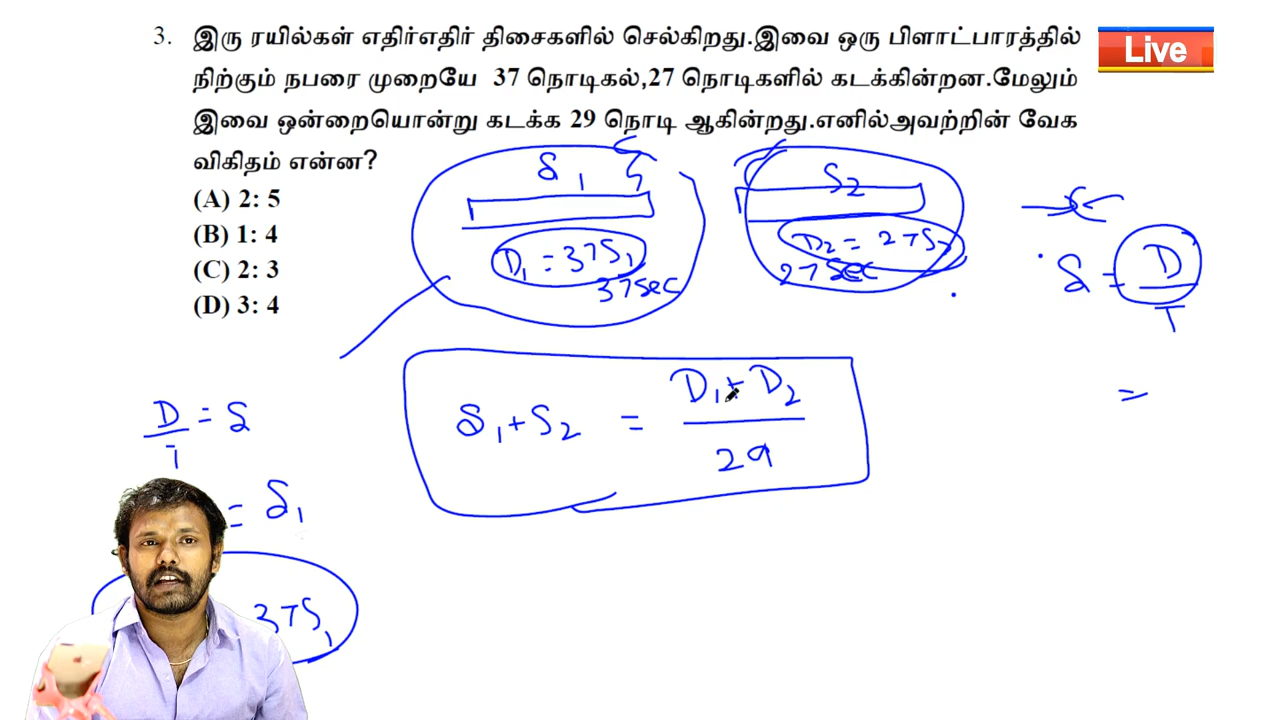 3. இரு ரயில்கள் எதிர்எதிர் திசைகளில் செல்கிறது.இவை ஒரு பிளாட்பாரத்தில்
நிற்கும் நபரை முறையே 37 நொடிகல்,27 நொடிகளில் கடக்கின்றன.மேலும்
இவை ஒன்றையொன்று கடக்க 29 நொடி ஆகின்றது.எனில்அவற்றின் வேக
விகிதம் என்ன?
(A) 2: 5
(B) 1: 4
(C) 2: 3
(D) 3: 4
Live
S1
D1 = 37S1
37sec
S2
D2 = 27S2
27sec
S = D/T
=
D/T = S
= S1
37S1
S1+S2 = D1+D2/29